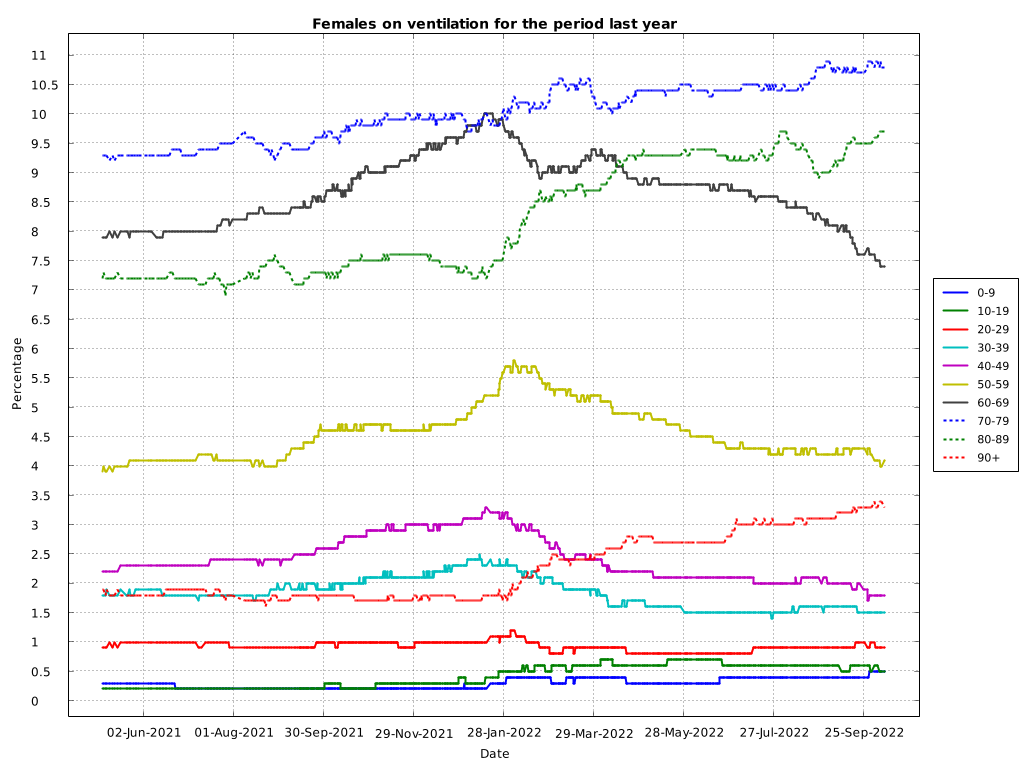 Females on ventilation for the period last year
11
10.5
10
9.5
9
8.5
8
7.5
7
6.5
6
5.5
5
4.5
4
3.5
3
2.5
2
1.5
1
0.5
0
Percentage
02-Jun-2021
01-Aug-2021
30-Sep-2021
29-Nov-2021
28-Jan-2022
29-Mar-2022
28-May-2022
27-Jul-2022
25-Sep-2022
Date
0-9
10-19
20-29
30-39
40-49
50-59
60-69
70-79
80-89
90+